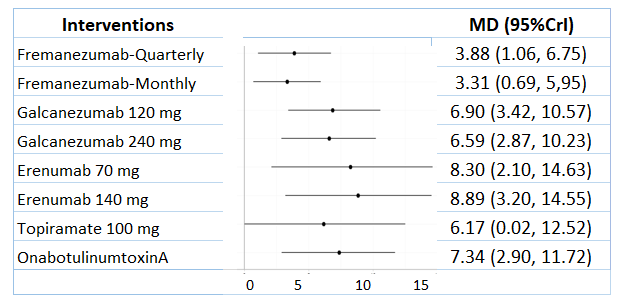 Interventions MD (95%CrI)
Fremanezumab-Quarterly 3.88 (1.06, 6.75)
Fremanezumab-Monthly 3.31 (0.69, 5,95)
Galcanezumab 120 mg 6.90 (3.42, 10.57)
Galcanezumab 240 mg 6.59 (2.87, 10.23)
Erenumab 70 mg 8.30 (2.10, 14.63)
Erenumab 140 mg 8.89 (3.20, 14.55)
Topiramate 100 mg 6.17 (0.02, 12.52)
OnabotulinumtoxinA 7.34 (2.90, 11.72)
0 5 10 15